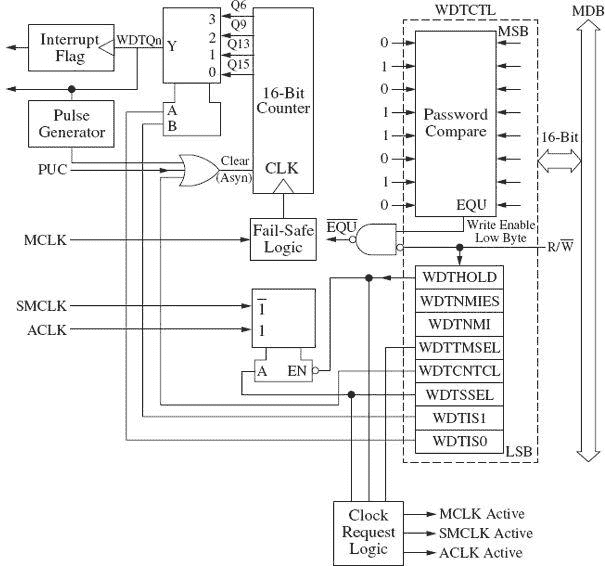 WDTCTL
MDB
Q6
Q9
Q13
Q15
3
2
1
0
Y
A
B
Interrupt
Flag
WDTQn
Pulse
Generator
16-Bit
Counter
CLK
Clear
(Asyn)
PUC
MCLK
Fail-Safe
Logic
EQU
MSB
0
1
0
1
1
0
1
0
Password
Compare
EQU
16-Bit
Write Enable
Low Byte
R/W
SMCLK
ACLK
1
1
A
EN
WDTHOLD
WDTNMIES
WDTNMI
WDTTMSEL
WDTCNTCL
WDTSSEL
WDTIS1
WDTIS0
LSB
Clock
Request
Logic
MCLK Active
SMCLK Active
ACLK Active